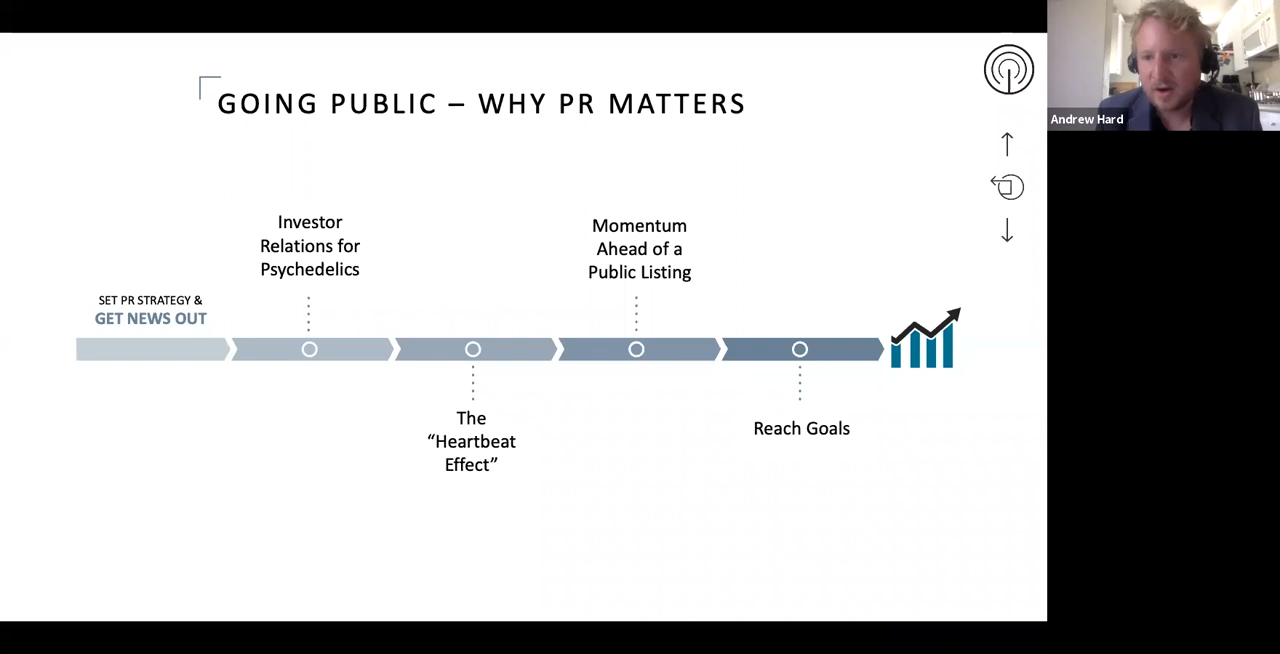 GOING PUBLIC – WHY PR MATTERS
Andrew Hard
Investor
Relations for
Psychedelics
Momentum
Ahead of a
Public Listing
SET PR STRATEGY &
GET NEWS OUT
The
“Heartbeat
Effect”
Reach Goals